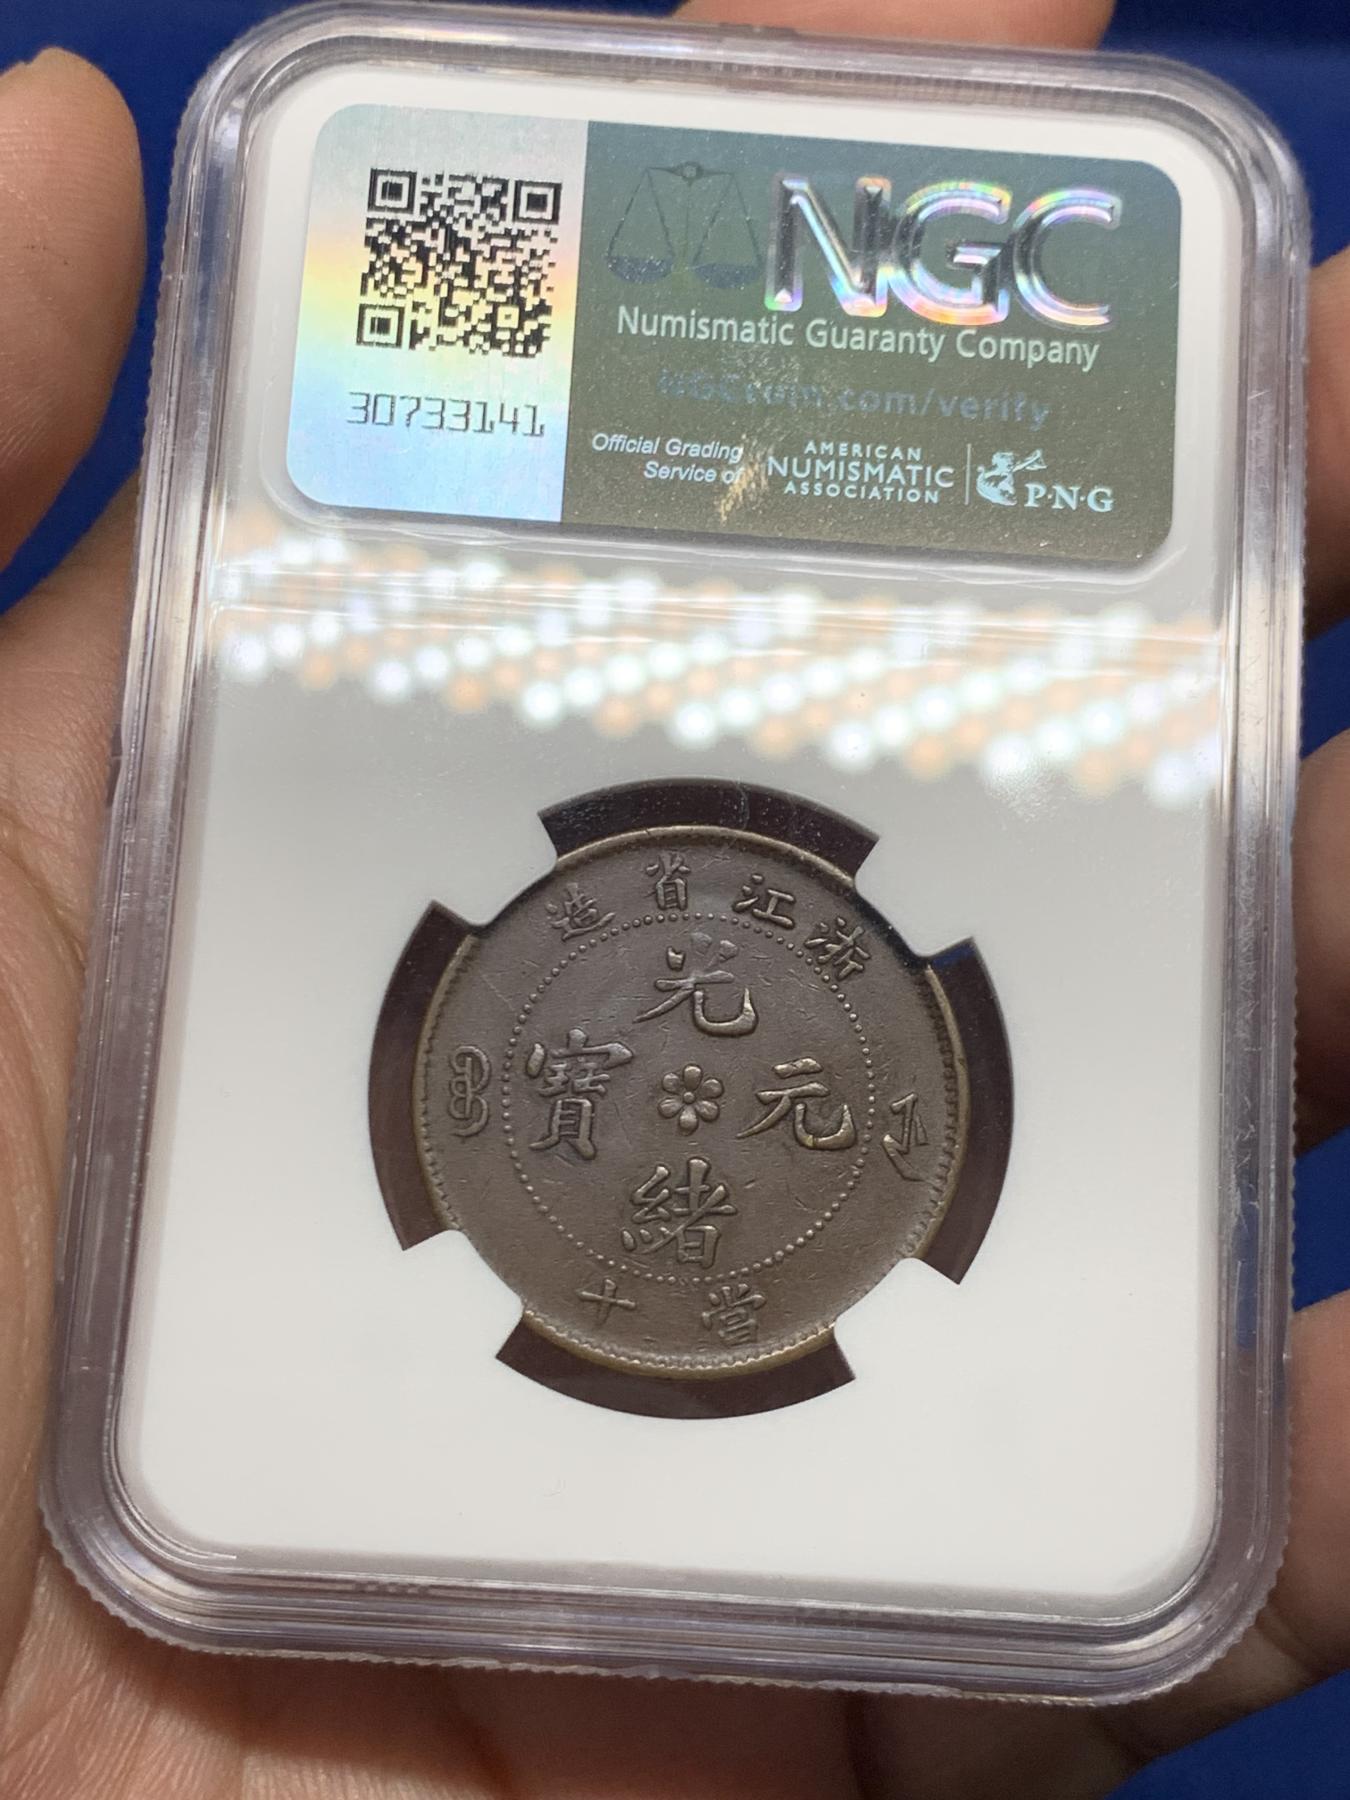 NGC
Numismatic Guaranty Company
NGCcoin.com/verify
30733141
Official Grading
Service of
AMERICAN
NUMISMATIC
ASSOCIATION
P·N·G
造省江浙
光
寶元
緒
十當